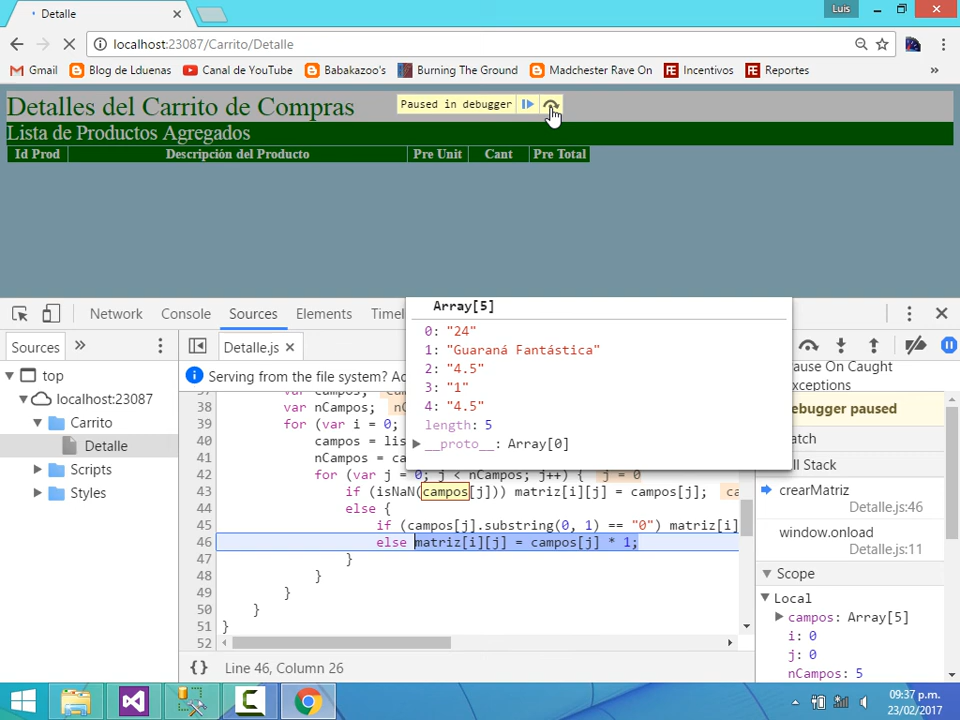 Detalle
Luis
localhost:23087/Carrito/Detalle
Gmail Blog de Lduenas Canal de YouTube Babakazoo's Burning The Ground Madchester Rave On Incentivos Reportes »
Detalles del Carrito de Compras
Paused in debugger
Lista de Productos Agregados
Id Prod Descripción del Producto Pre Unit Cant Pre Total
Network Console Sources Elements Timel
Array[5]
0: "24"
1: "Guaraná Fantástica"
2: "4.5"
3: "1"
4: "4.5"
length: 5
__proto__: Array[0]
Sources » Detalle.js ×
Serving from the file system? Ad
Pause On Caught
Exceptions
top
localhost:23087
Carrito
Detalle
Scripts
Styles
38 var nCampos;
39 for (var i = 0;
40 campos = lis
41 nCampos = ca
42 for (var j = 0; j < nCampos; j++) { j = 0
43 if (isNaN(campos[j])) matriz[i][j] = campos[j]; ca
44 else {
45 if (campos[j].substring(0, 1) == "0") matriz[i]
46 else matriz[i][j] = campos[j] * 1;
47 }
48 }
49 }
50 }
51 }
52
{} Line 46, Column 26
ebugger paused
atch
ll Stack
crearMatriz
Detalle.js:46
window.onload
Detalle.js:11
Scope
Local
campos: Array[5]
i: 0
j: 0
nCampos: 5
09:37 p.m.
23/02/2017